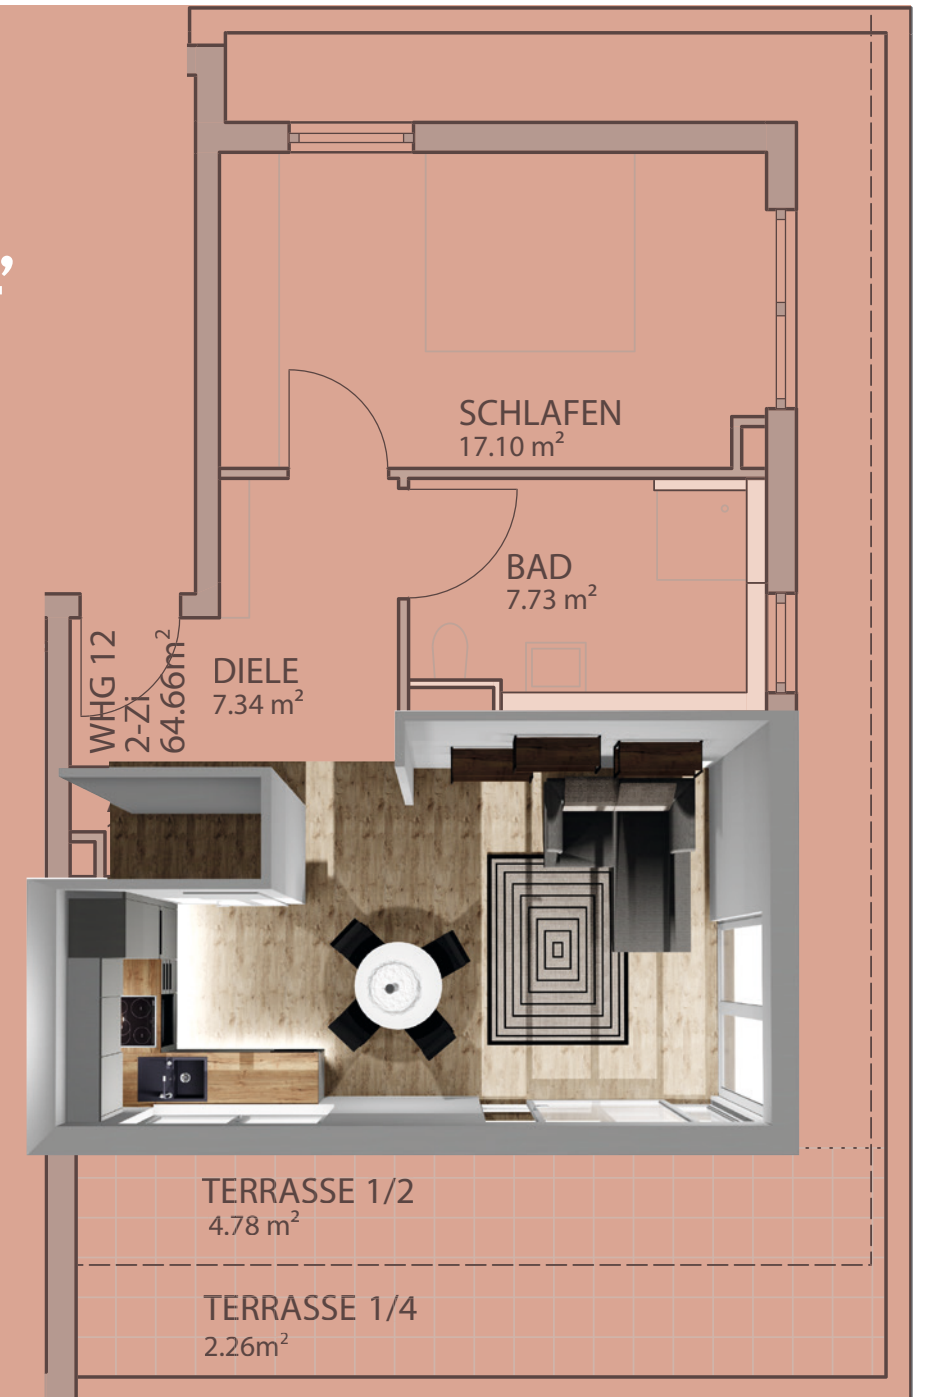 SCHLAFEN
17.10 m²
BAD
7.73 m²
DIELE
7.34 m²
WHG 12
2-Zi
64.66m²
TERRASSE 1/2
4.78 m²
TERRASSE 1/4
2.26m²